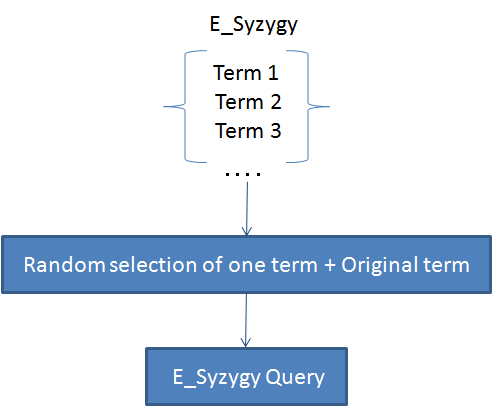 E_Syzygy
Term 1
Term 2
Term 3
....
Random selection of one term + Original term
E_Syzygy Query